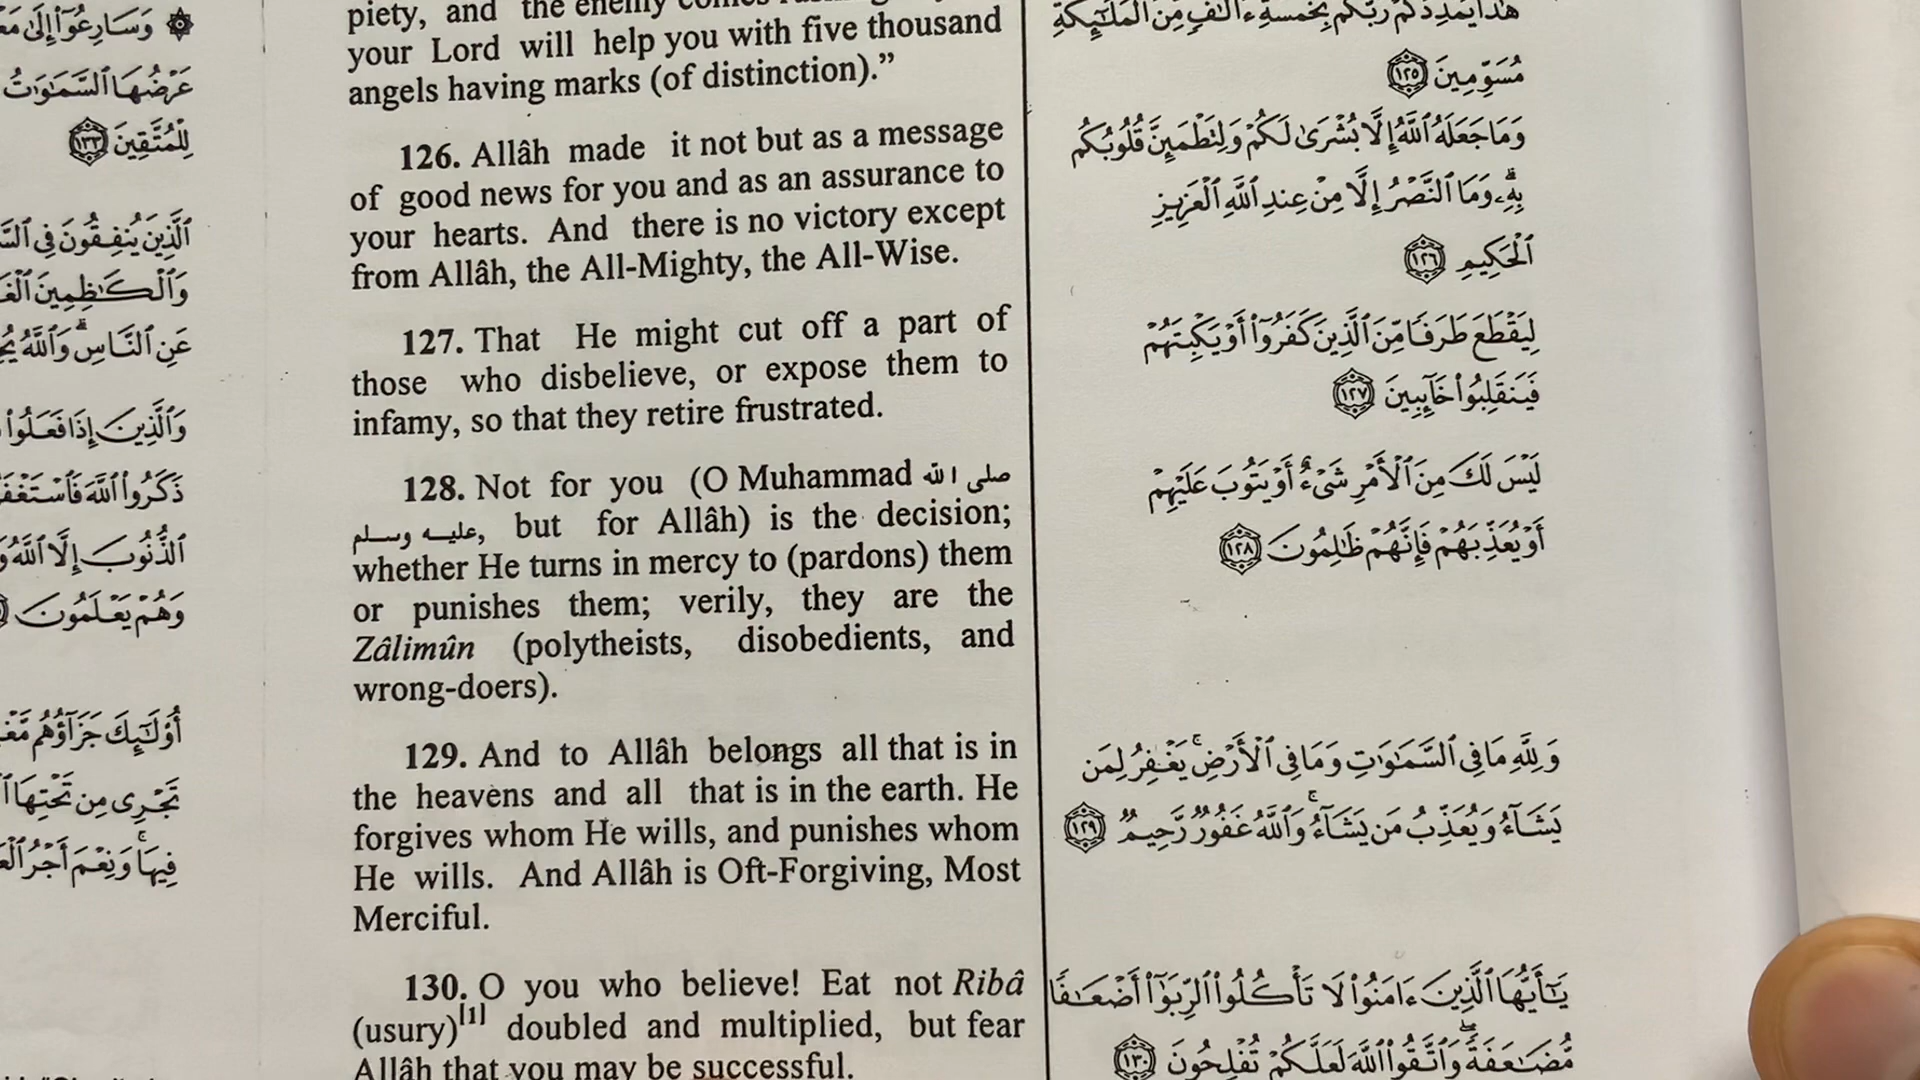 piety, and the enemy comes
your Lord will help you with five thousand
angels having marks (of distinction).”
126. Allâh made it not but as a message
of good news for you and as an assurance to
your hearts. And there is no victory except
from Allâh, the All-Mighty, the All-Wise.
127. That He might cut off a part of
those who disbelieve, or expose them to
infamy, so that they retire frustrated.
128. Not for you (O Muhammad صلى الله
عليه وسلم, but for Allâh) is the decision;
whether He turns in mercy to (pardons) them
or punishes them; verily, they are the
Zâlimûn (polytheists, disobedients, and
wrong-doers).
129. And to Allâh belongs all that is in
the heavens and all that is in the earth. He
forgives whom He wills, and punishes whom
He wills. And Allâh is Oft-Forgiving, Most
Merciful.
130. O you who believe! Eat not Ribâ
(usury)[1] doubled and multiplied, but fear
Allâh that you may be successful.
هَٰذَا يُمْدِدْكُمْ رَبُّكُم بِخَمْسَةِ ءَالَٰفٍ مِّنَ ٱلْمَلَٰٓئِكَةِ
مُسَوِّمِينَ ١٢٥
وَمَا جَعَلَهُ ٱللَّهُ إِلَّا بُشْرَىٰ لَكُمْ وَلِتَطْمَئِنَّ قُلُوبُكُم
بِهِۦ ۗ وَمَا ٱلنَّصْرُ إِلَّا مِنْ عِندِ ٱللَّهِ ٱلْعَزِيزِ
ٱلْحَكِيمِ ١٢٦
لِيَقْطَعَ طَرَفًا مِّنَ ٱلَّذِينَ كَفَرُوٓا۟ أَوْ يَكْبِتَهُمْ
فَيَنقَلِبُوا۟ خَآئِبِينَ ١٢٧
لَيْسَ لَكَ مِنَ ٱلْأَمْرِ شَىْءٌ أَوْ يَتُوبَ عَلَيْهِمْ
أَوْ يُعَذِّبَهُمْ فَإِنَّهُمْ ظَٰلِمُونَ ١٢٨
وَلِلَّهِ مَا فِى ٱلسَّمَٰوَٰتِ وَمَا فِى ٱلْأَرْضِ ۚ يَغْفِرُ لِمَن
يَشَآءُ وَيُعَذِّبُ مَن يَشَآءُ ۚ وَٱللَّهُ غَفُورٌ رَّحِيمٌ ١٢٩
يَٰٓأَيُّهَا ٱلَّذِينَ ءَامَنُوا۟ لَا تَأْكُلُوا۟ ٱلرِّبَوٰٓا۟ أَضْعَٰفًا
مُّضَٰعَفَةً ۖ وَٱتَّقُوا۟ ٱللَّهَ لَعَلَّكُمْ تُفْلِحُونَ ١٣٠
۞ وَسَارِعُوٓا۟ إِلَىٰ
عَرْضُهَا ٱلسَّمَٰوَٰتُ
لِلْمُتَّقِينَ ١٣٣
ٱلَّذِينَ يُنفِقُونَ فِى
وَٱلْكَٰظِمِينَ
عَنِ ٱلنَّاسِ ۗ وَٱللَّهُ
وَٱلَّذِينَ إِذَا فَعَلُوا۟
ذَكَرُوا۟ ٱللَّهَ
ٱلذُّنُوبَ إِلَّا ٱللَّهُ
وَهُمْ يَعْلَمُونَ
أُو۟لَٰٓئِكَ جَزَآؤُهُم
تَجْرِى مِن تَحْتِهَا
فِيهَا ۚ وَنِعْمَ أَجْرُ